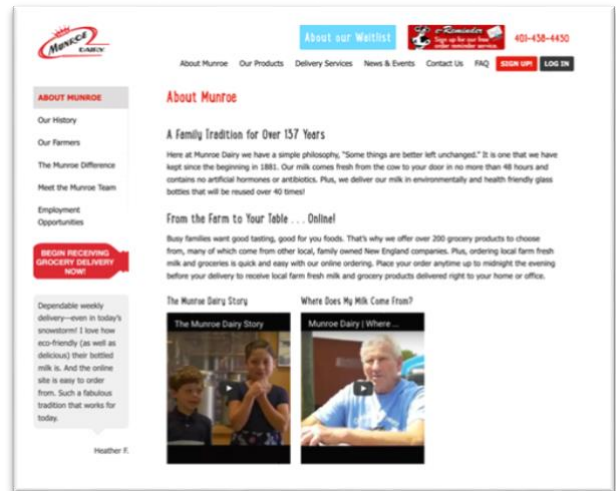 MUNROE
DAIRY
About our Waitlist
e-Reminder
Sign up for our free
order reminder service
401-438-4450
About Munroe Our Products Delivery Services News & Events Contact Us FAQ SIGN UP! LOG IN
ABOUT MUNROE
Our History
Our Farmers
The Munroe Difference
Meet the Munroe Team
Employment
Opportunities
BEGIN RECEIVING
GROCERY DELIVERY
NOW!
Dependable weekly
delivery—even in today's
snowstorm! I love how
eco-friendly (as well as
delicious) their bottled
milk is. And the online
site is easy to order
from. Such a fabulous
tradition that works for
today.
Heather F.
About Munroe
A Family Tradition for Over 137 Years
Here at Munroe Dairy we have a simple philosophy, "Some things are better left unchanged." It is one that we have
kept since the beginning in 1881. Our milk comes fresh from the cow to your door in no more than 48 hours and
contains no artificial hormones or antibiotics. Plus, we deliver our milk in environmentally and health friendly glass
bottles that will be reused over 40 times!
From the Farm to Your Table . . . Online!
Busy families want good tasting, good for you foods. That's why we offer over 200 grocery products to choose
from, many of which come from other local, family owned New England companies. Plus, ordering local farm fresh
milk and groceries is quick and easy with our online ordering. Place your order anytime up to midnight the evening
before your delivery to receive local farm fresh milk and grocery products delivered right to your home or office.
The Munroe Dairy Story
Where Does My Milk Come From?
The Munroe Dairy Story
Munroe Dairy | Where ...